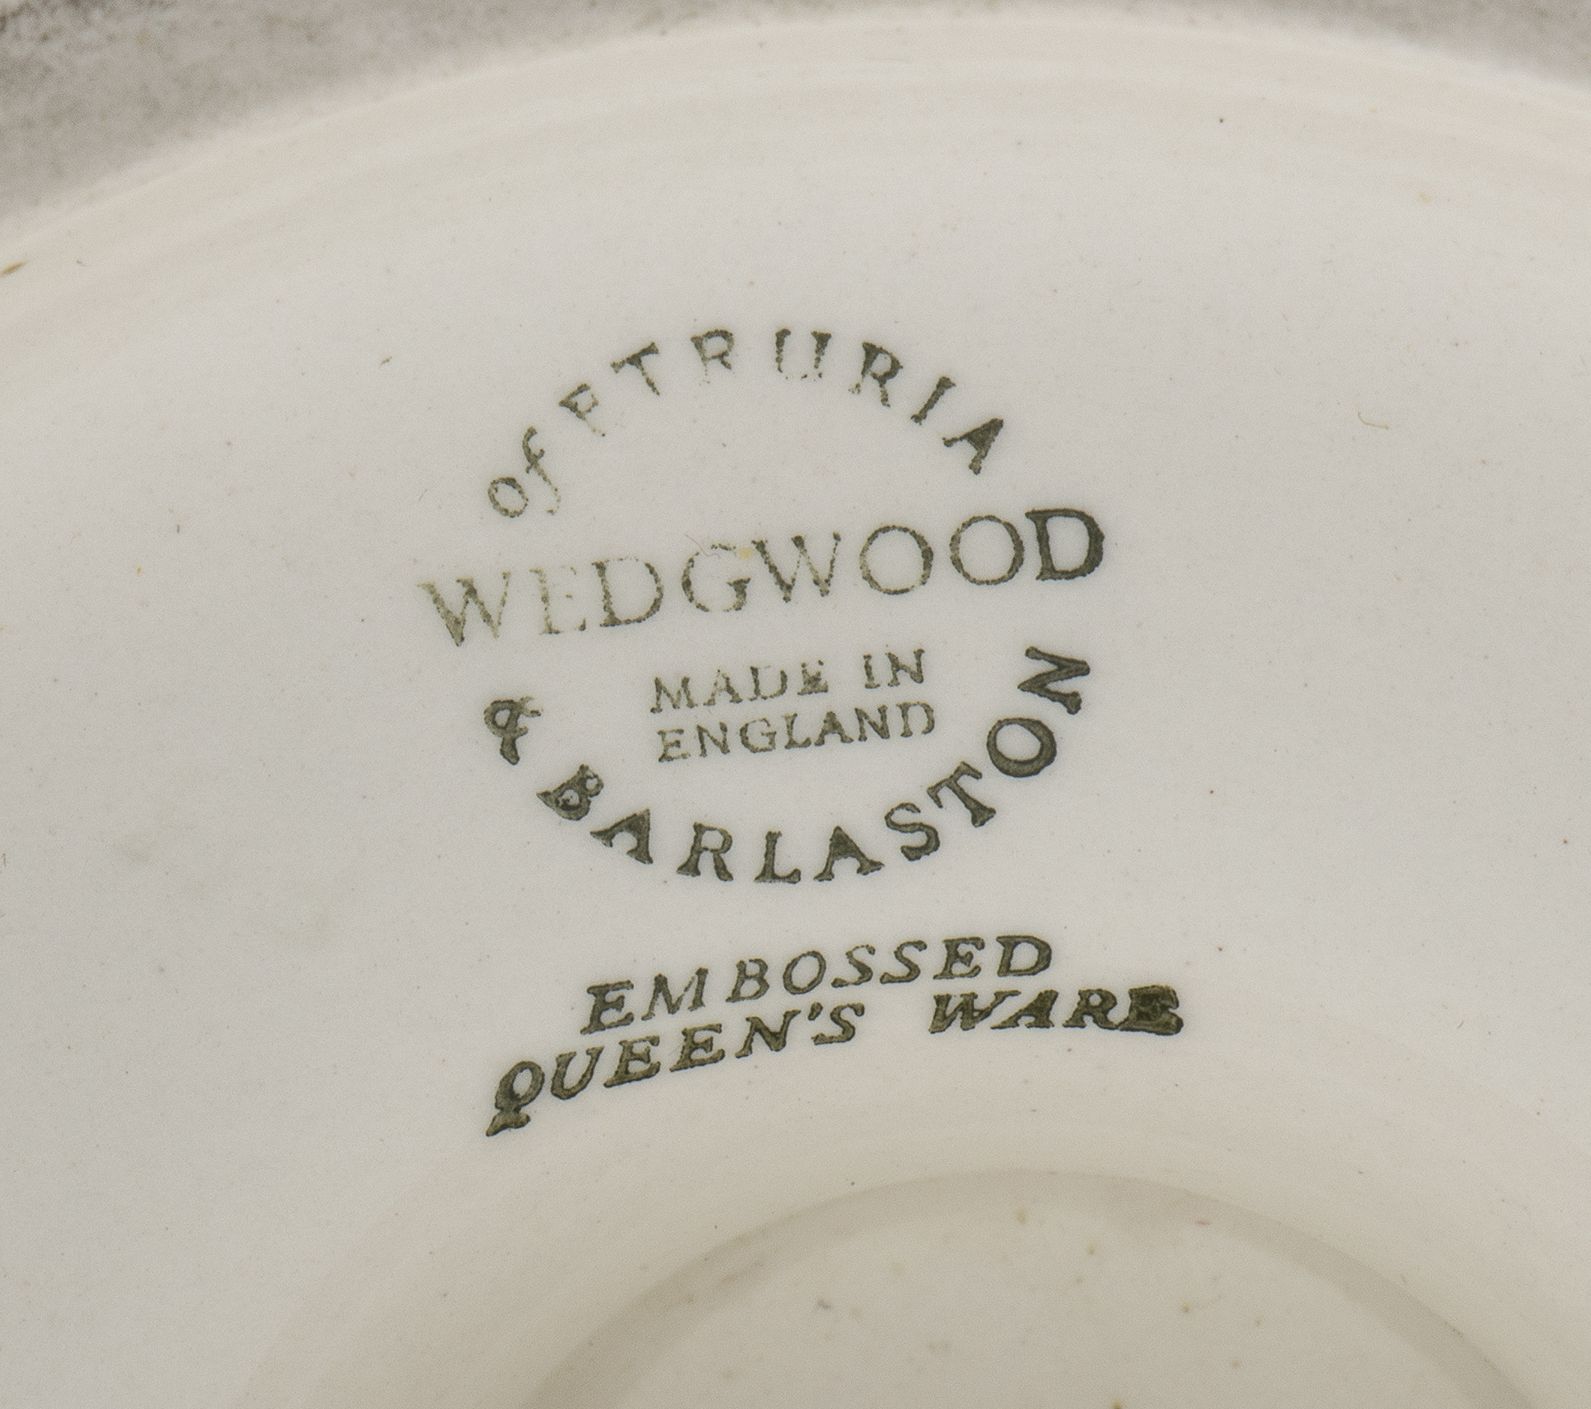 of ETRURIA
WEDGWOOD
MADE IN
ENGLAND
& BARLASTON
EMBOSSED
QUEEN'S WARE